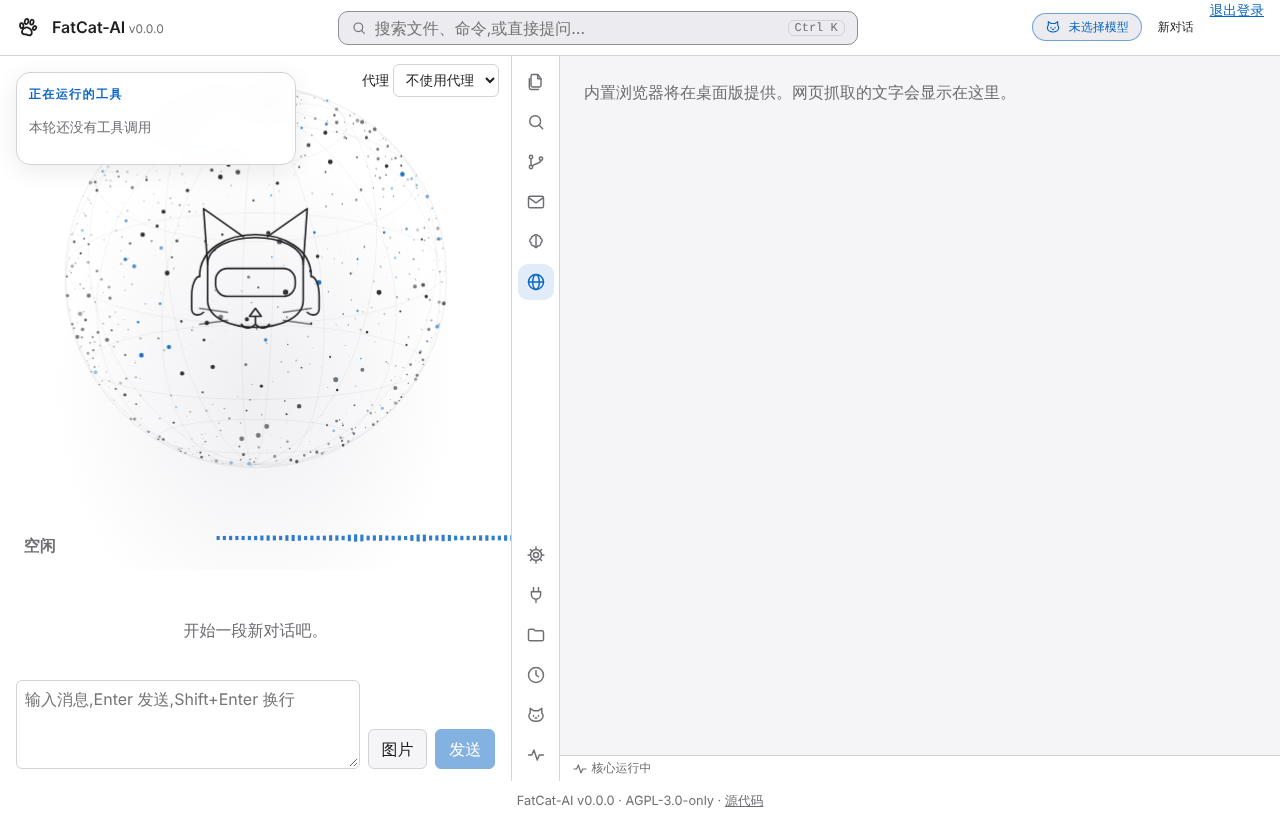 FatCat-AI v0.0.0
搜索文件、命令,或直接提问… Ctrl K
未选择模型
新对话
退出登录
正在运行的工具
本轮还没有工具调用
代理 不使用代理
内置浏览器将在桌面版提供。网页抓取的文字会显示在这里。
空闲
开始一段新对话吧。
输入消息,Enter 发送,Shift+Enter 换行
图片
发送
核心运行中
FatCat-AI v0.0.0 · AGPL-3.0-only · 源代码